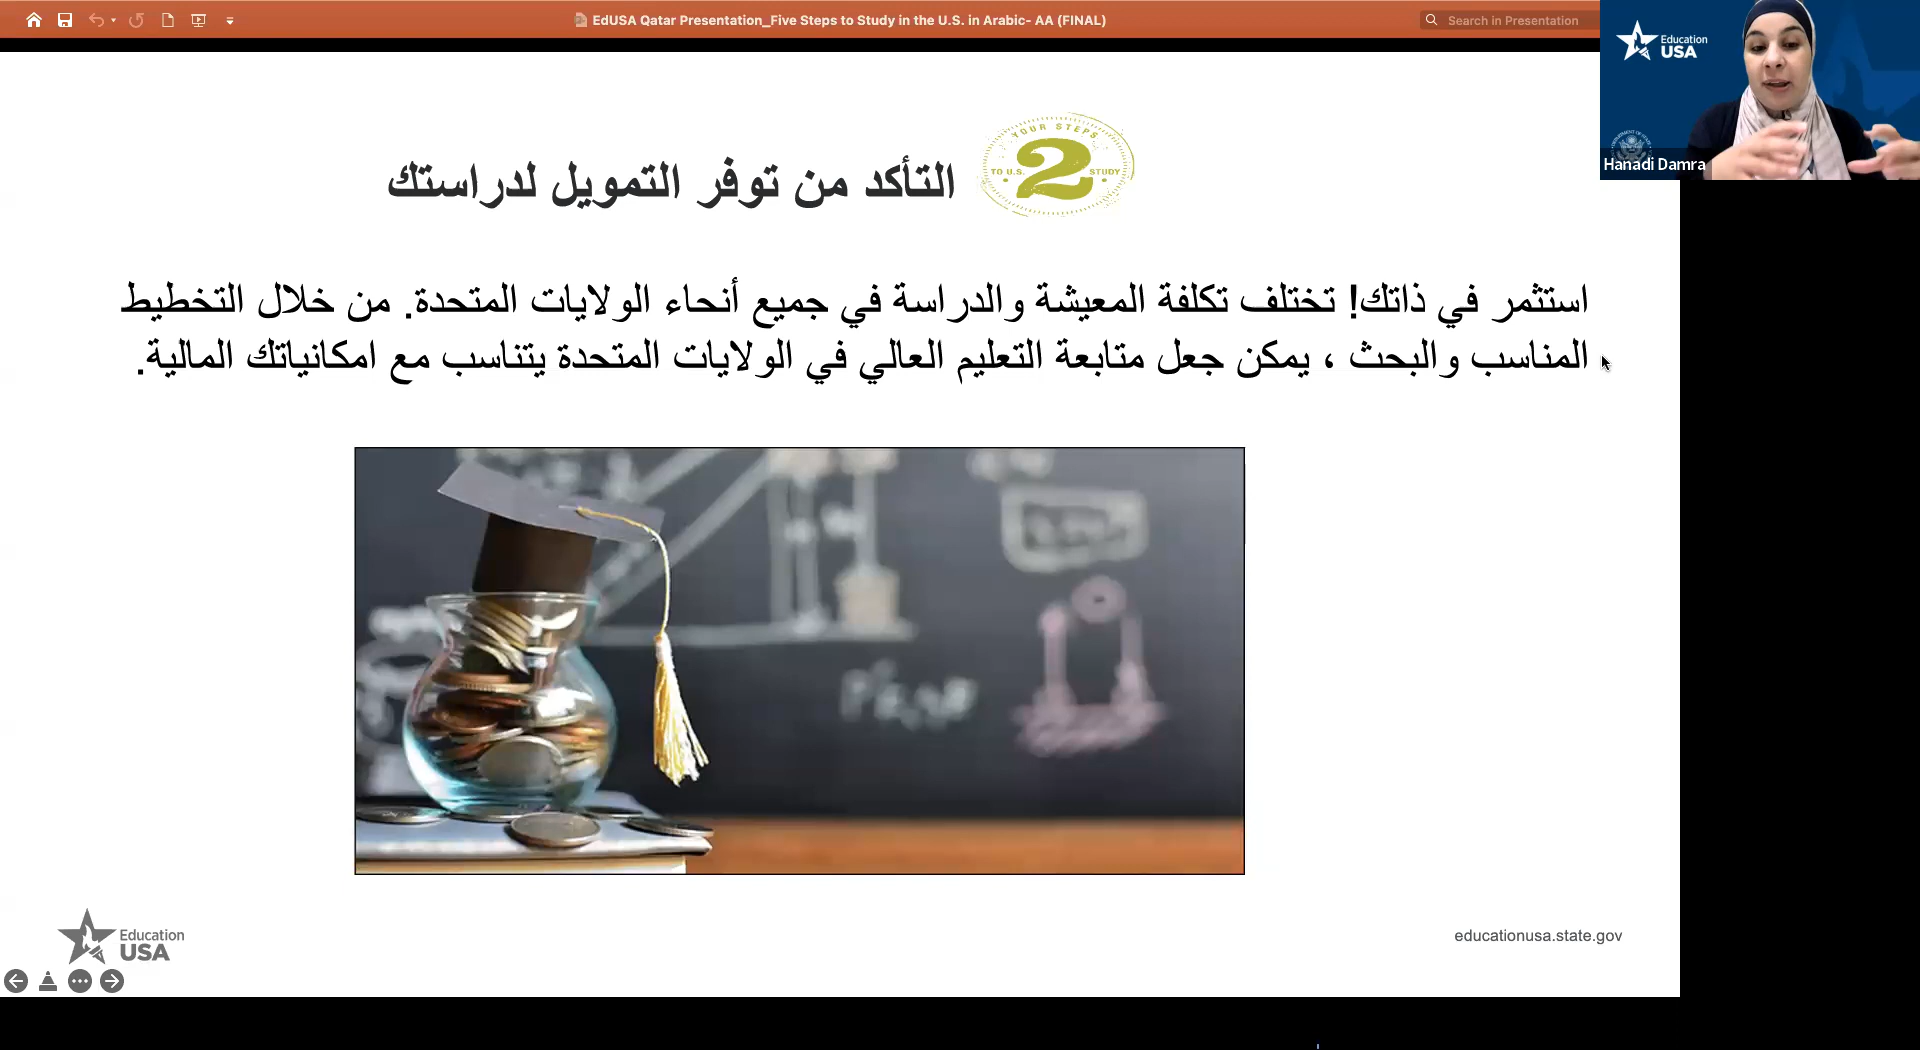 EdUSA Qatar Presentation_Five Steps to Study in the U.S. in Arabic- AA (FINAL)
Search in Presentation
Education
USA
Hanadi Damra
YOUR STEPS
2
TO U.S. STUDY
التأكد من توفر التمويل لدراستك
استثمر في ذاتك! تختلف تكلفة المعيشة والدراسة في جميع أنحاء الولايات المتحدة. من خلال التخطيط
المناسب والبحث ، يمكن جعل متابعة التعليم العالي في الولايات المتحدة يتناسب مع امكانياتك المالية.
Education
USA
educationusa.state.gov